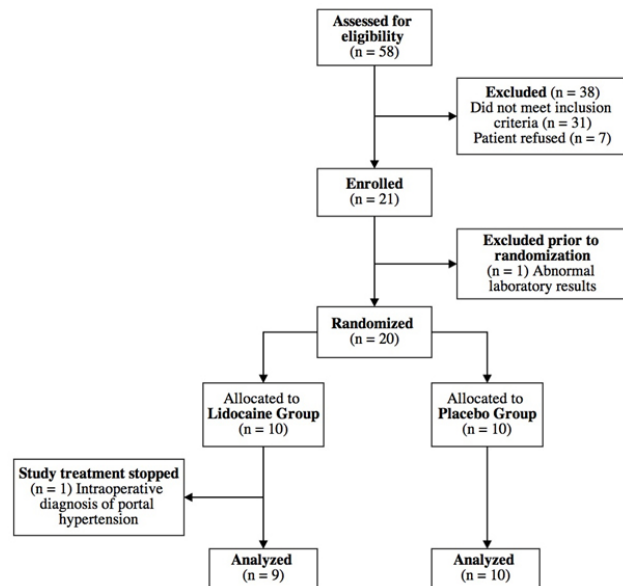 Assessed for
eligibility
(n = 58)
Excluded (n = 38)
Did not meet inclusion
criteria (n = 31)
Patient refused (n = 7)
Enrolled
(n = 21)
Excluded prior to
randomization
(n = 1) Abnormal
laboratory results
Randomized
(n = 20)
Allocated to
Lidocaine Group
(n = 10)
Allocated to
Placebo Group
(n = 10)
Study treatment stopped
(n = 1) Intraoperative
diagnosis of portal
hypertension
Analyzed
(n = 9)
Analyzed
(n = 10)